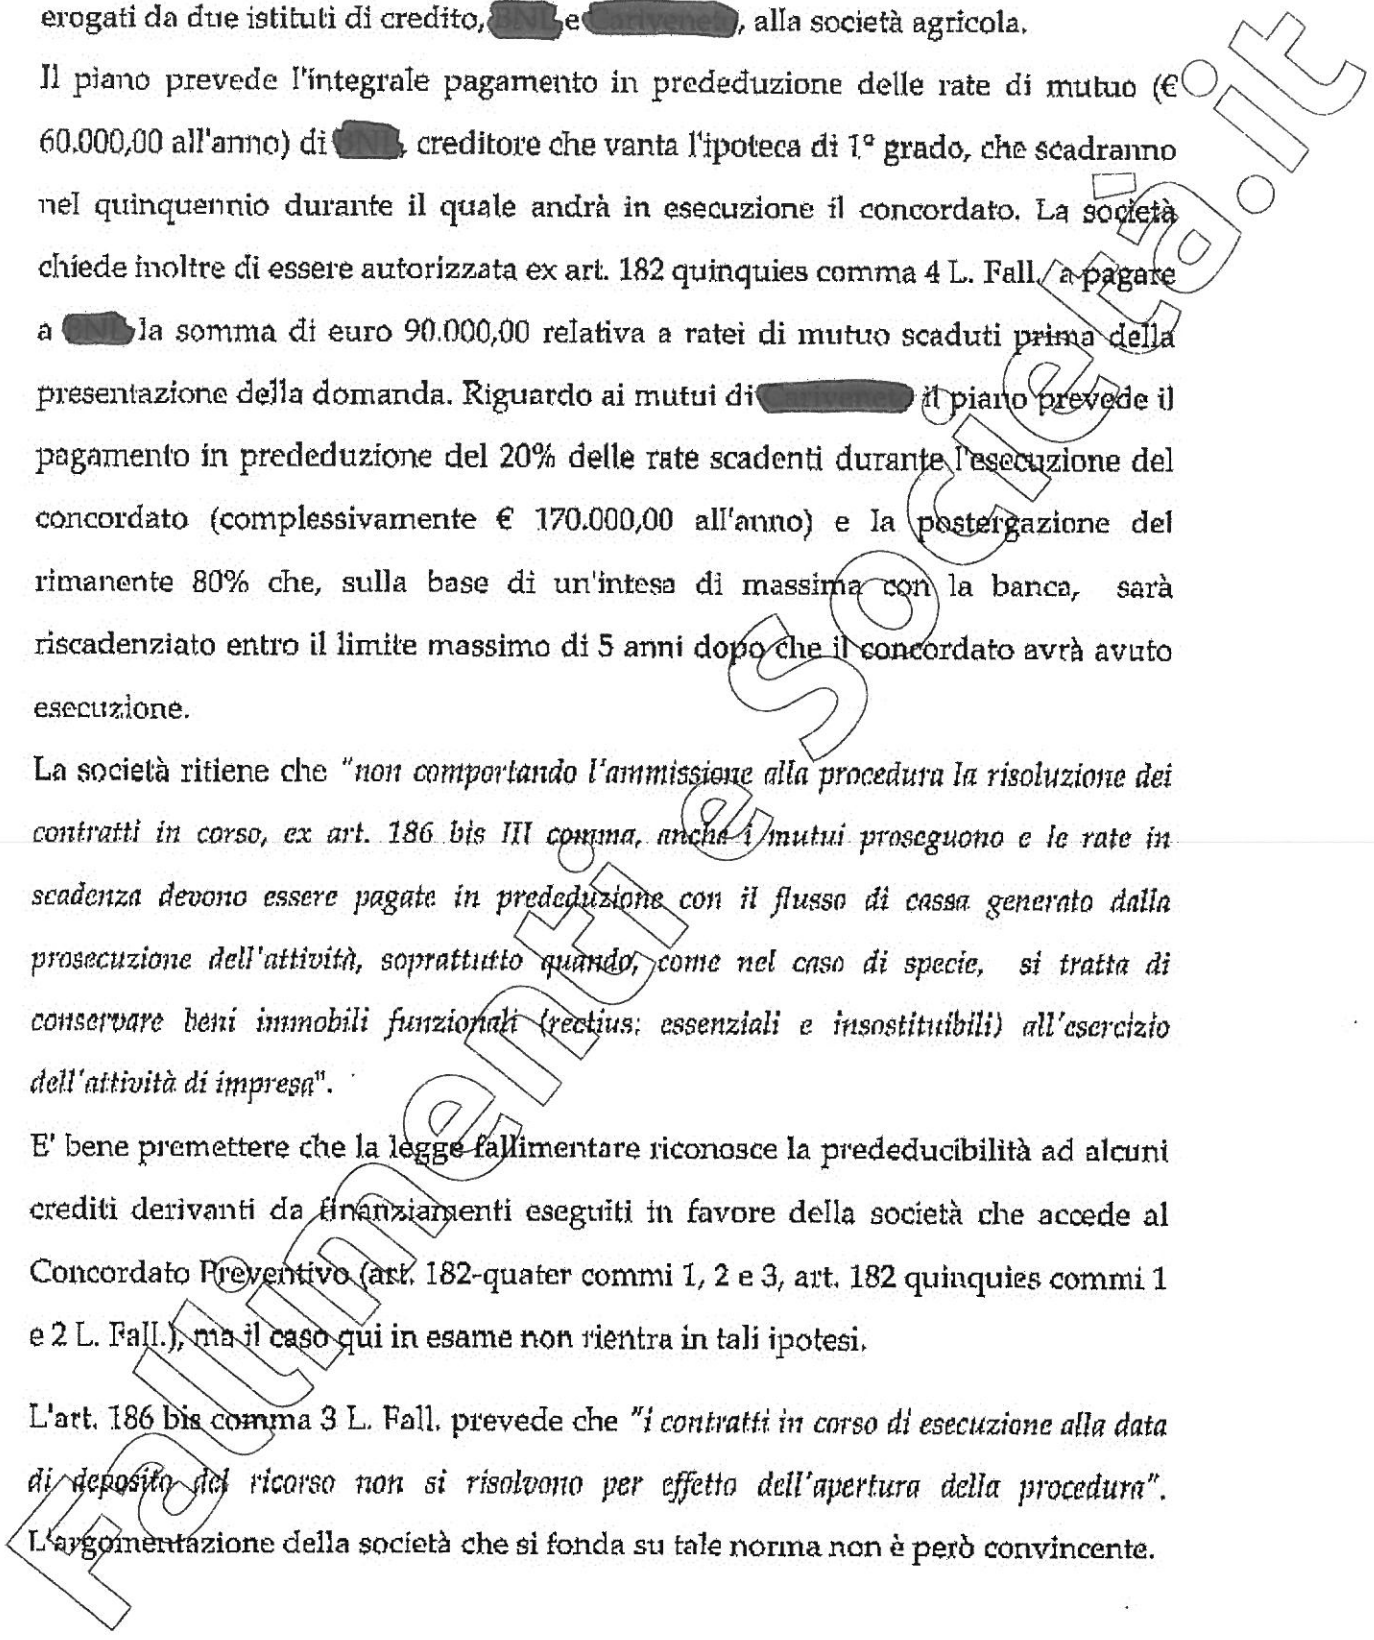 erogati da due istituti di credito, e , alla società agricola.
Il piano prevede l'integrale pagamento in prededuzione delle rate di mutuo (€
60.000,00 all'anno) di , creditore che vanta l'ipoteca di 1° grado, che scadranno
nel quinquennio durante il quale andrà in esecuzione il concordato. La società
chiede inoltre di essere autorizzata ex art. 182 quinquies comma 4 L. Fall. a pagare
a la somma di euro 90.000,00 relativa a ratei di mutuo scaduti prima della
presentazione della domanda. Riguardo ai mutui di il piano prevede il
pagamento in prededuzione del 20% delle rate scadenti durante l'esecuzione del
concordato (complessivamente € 170.000,00 all'anno) e la postergazione del
rimanente 80% che, sulla base di un'intesa di massima con la banca, sarà
riscadenziato entro il limite massimo di 5 anni dopo che il concordato avrà avuto
esecuzione.
La società ritiene che "non comportando l'ammissione alla procedura la risoluzione dei
contratti in corso, ex art. 186 bis III comma, anche i mutui proseguono e le rate in
scadenza devono essere pagate in prededuzione con il flusso di cassa generato dalla
prosecuzione dell'attività, soprattutto quando, come nel caso di specie, si tratta di
conservare beni immobili funzionali (rectius: essenziali e insostituibili) all'esercizio
dell'attività di impresa".
E' bene premettere che la legge fallimentare riconosce la prededucibilità ad alcuni
crediti derivanti da finanziamenti eseguiti in favore della società che accede al
Concordato Preventivo (art. 182-quater commi 1, 2 e 3, art. 182 quinquies commi 1
e 2 L. Fall.), ma il caso qui in esame non rientra in tali ipotesi.
L'art. 186 bis comma 3 L. Fall. prevede che "i contratti in corso di esecuzione alla data
di deposito del ricorso non si risolvono per effetto dell'apertura della procedura".
L'argomentazione della società che si fonda su tale norma non è però convincente.
Fallimenti e Società.it